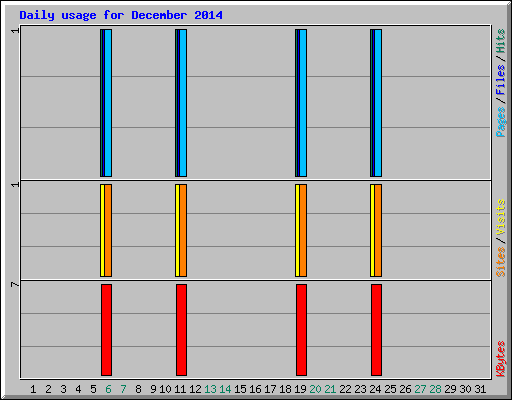 Daily usage for December 2014
1
Pages / Files / Hits
1
Sites / Visits
7
KBytes
1 2 3 4 5 6 7 8 9 10 11 12 13 14 15 16 17 18 19 20 21 22 23 24 25 26 27 28 29 30 31